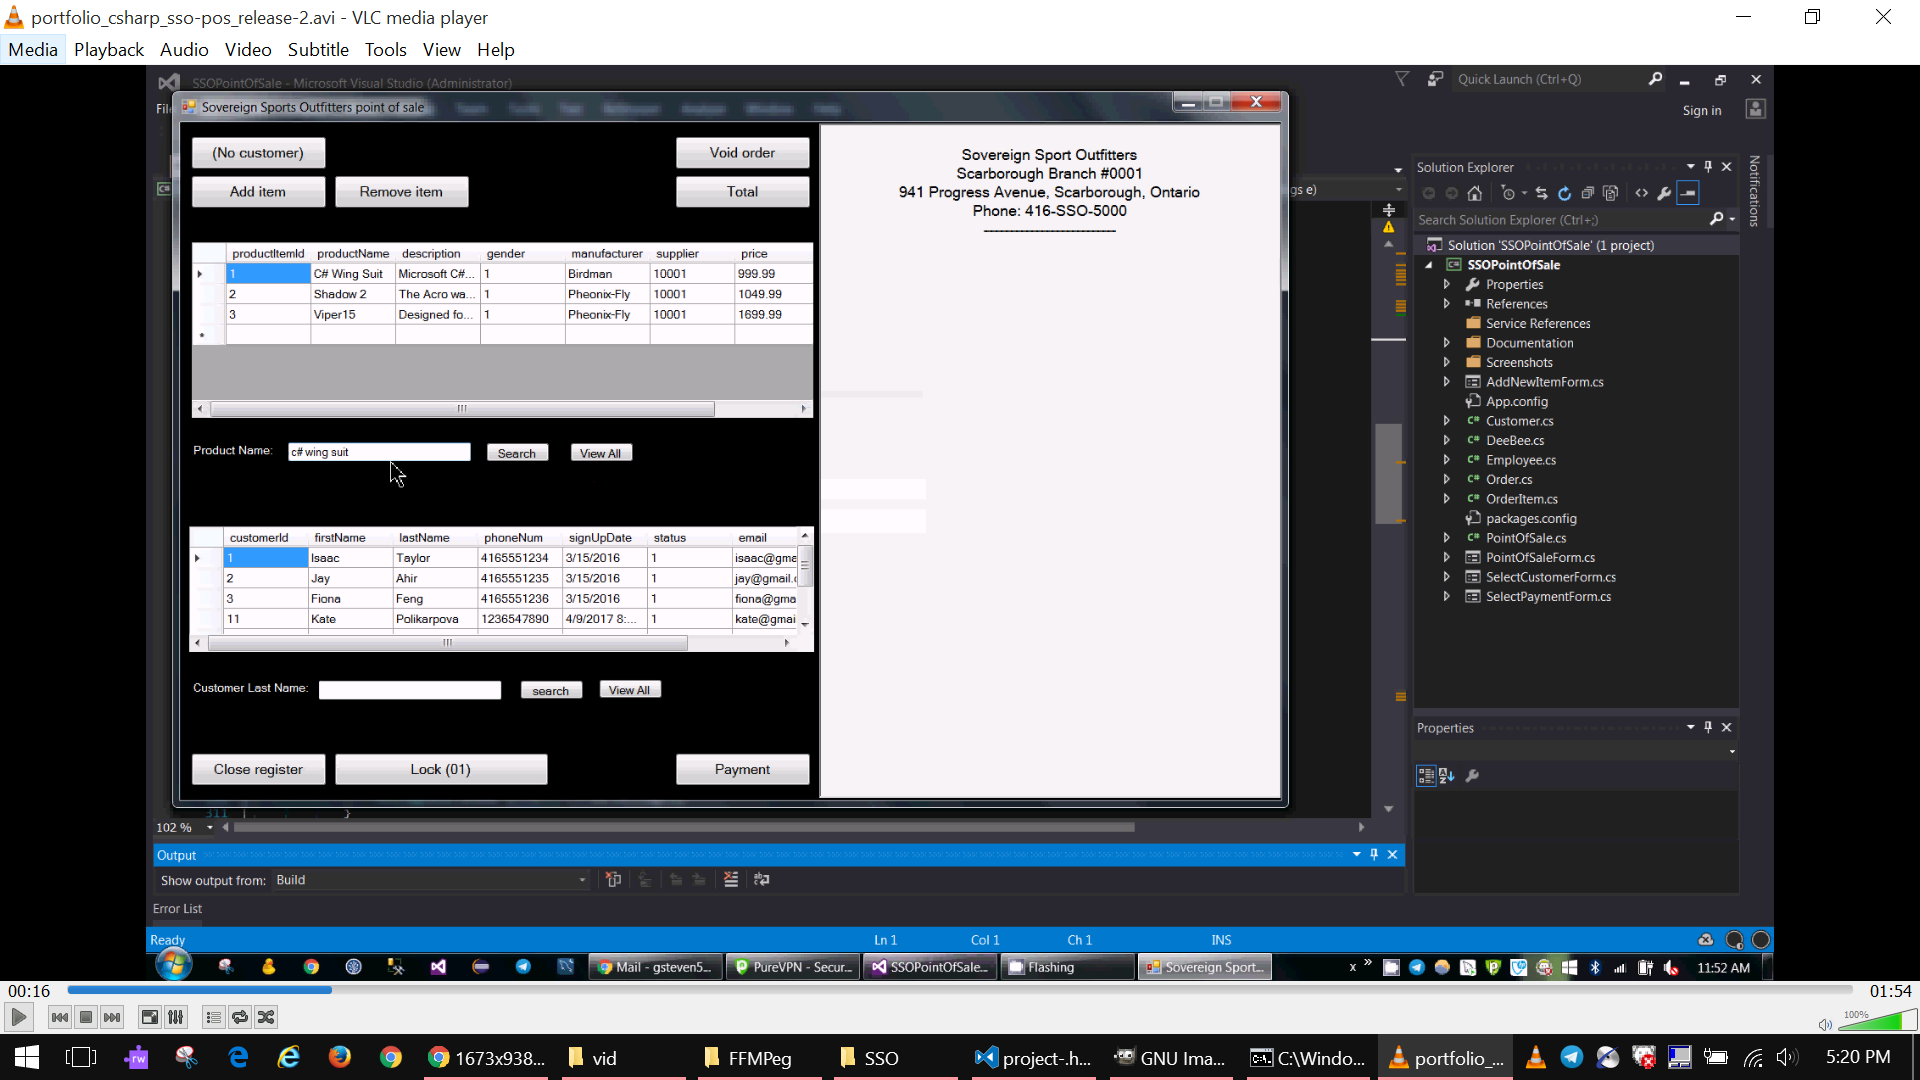 portfolio_csharp_sso-pos_release-2.avi - VLC media player
Media Playback Audio Video Subtitle Tools View Help
SSOPointOfSale - Microsoft Visual Studio (Administrator)
Quick Launch (Ctrl+Q)
Sovereign Sports Outfitters point of sale
Sign in
(No customer) Void order
Add item Remove item Total
Sovereign Sport Outfitters
Scarborough Branch #0001
941 Progress Avenue, Scarborough, Ontario
Phone: 416-SSO-5000
productItemId productName description gender manufacturer supplier price
1 C# Wing Suit Microsoft C#... 1 Birdman 10001 999.99
2 Shadow 2 The Acro wa... 1 Pheonix-Fly 10001 1049.99
3 Viper15 Designed fo... 1 Pheonix-Fly 10001 1699.99
Product Name: c# wing suit Search View All
customerId firstName lastName phoneNum signUpDate status email
1 Isaac Taylor 4165551234 3/15/2016 1 isaac@gma
2 Jay Ahir 4165551235 3/15/2016 1 jay@gmail.c
3 Fiona Feng 4165551236 3/15/2016 1 fiona@gma
11 Kate Polikarpova 1236547890 4/9/2017 8:... 1 kate@gmai
Customer Last Name: search View All
Close register Lock (01) Payment
gs e)
Solution Explorer
Notifications
Search Solution Explorer (Ctrl+;)
Solution 'SSOPointOfSale' (1 project)
SSOPointOfSale
Properties
References
Service References
Documentation
Screenshots
AddNewItemForm.cs
App.config
Customer.cs
DeeBee.cs
Employee.cs
Order.cs
OrderItem.cs
packages.config
PointOfSale.cs
PointOfSaleForm.cs
SelectCustomerForm.cs
SelectPaymentForm.cs
Properties
311 }
102 %
Output
Show output from: Build
Error List
Ready Ln 1 Col 1 Ch 1 INS
Mail - gsteven5... PureVPN - Secur... SSOPointOfSale... Flashing Sovereign Sport... 11:52 AM
00:16 01:54
100%
1673x938... vid FFMPeg SSO project-.h... GNU Ima... C:\Windo... portfolio_... 5:20 PM